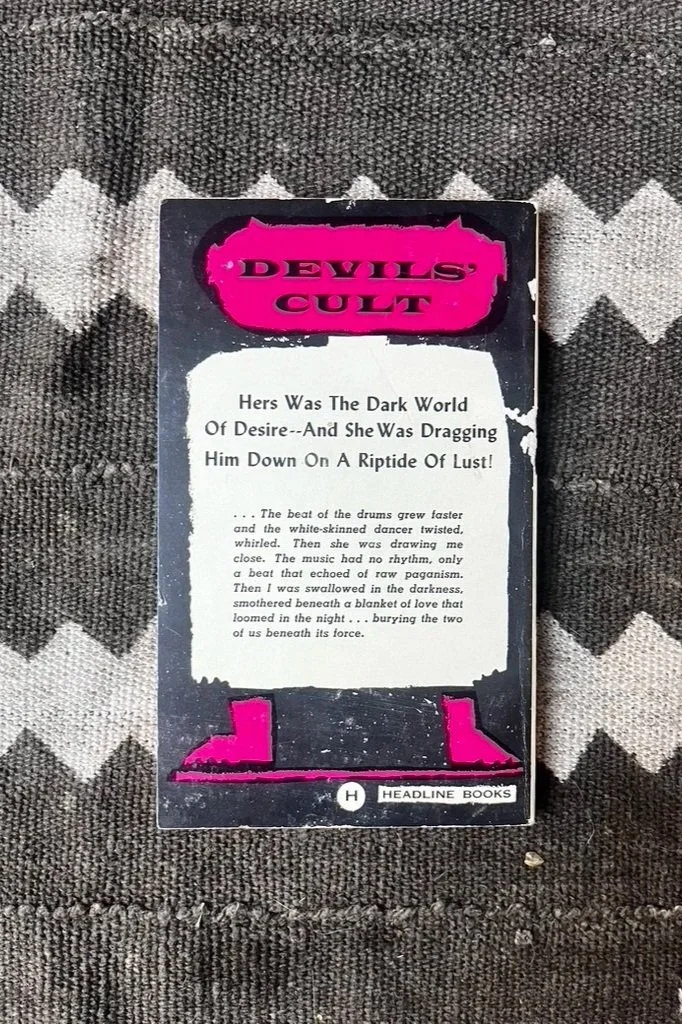 DEVILS'
CULT
Hers Was The Dark World
Of Desire--And She Was Dragging
Him Down On A Riptide Of Lust!
. . . The beat of the drums grew faster
and the white-skinned dancer twisted,
whirled. Then she was drawing me
close. The music had no rhythm, only
a beat that echoed of raw paganism.
Then I was swallowed in the darkness,
smothered beneath a blanket of love that
loomed in the night . . . burying the two
of us beneath its force.
H HEADLINE BOOKS